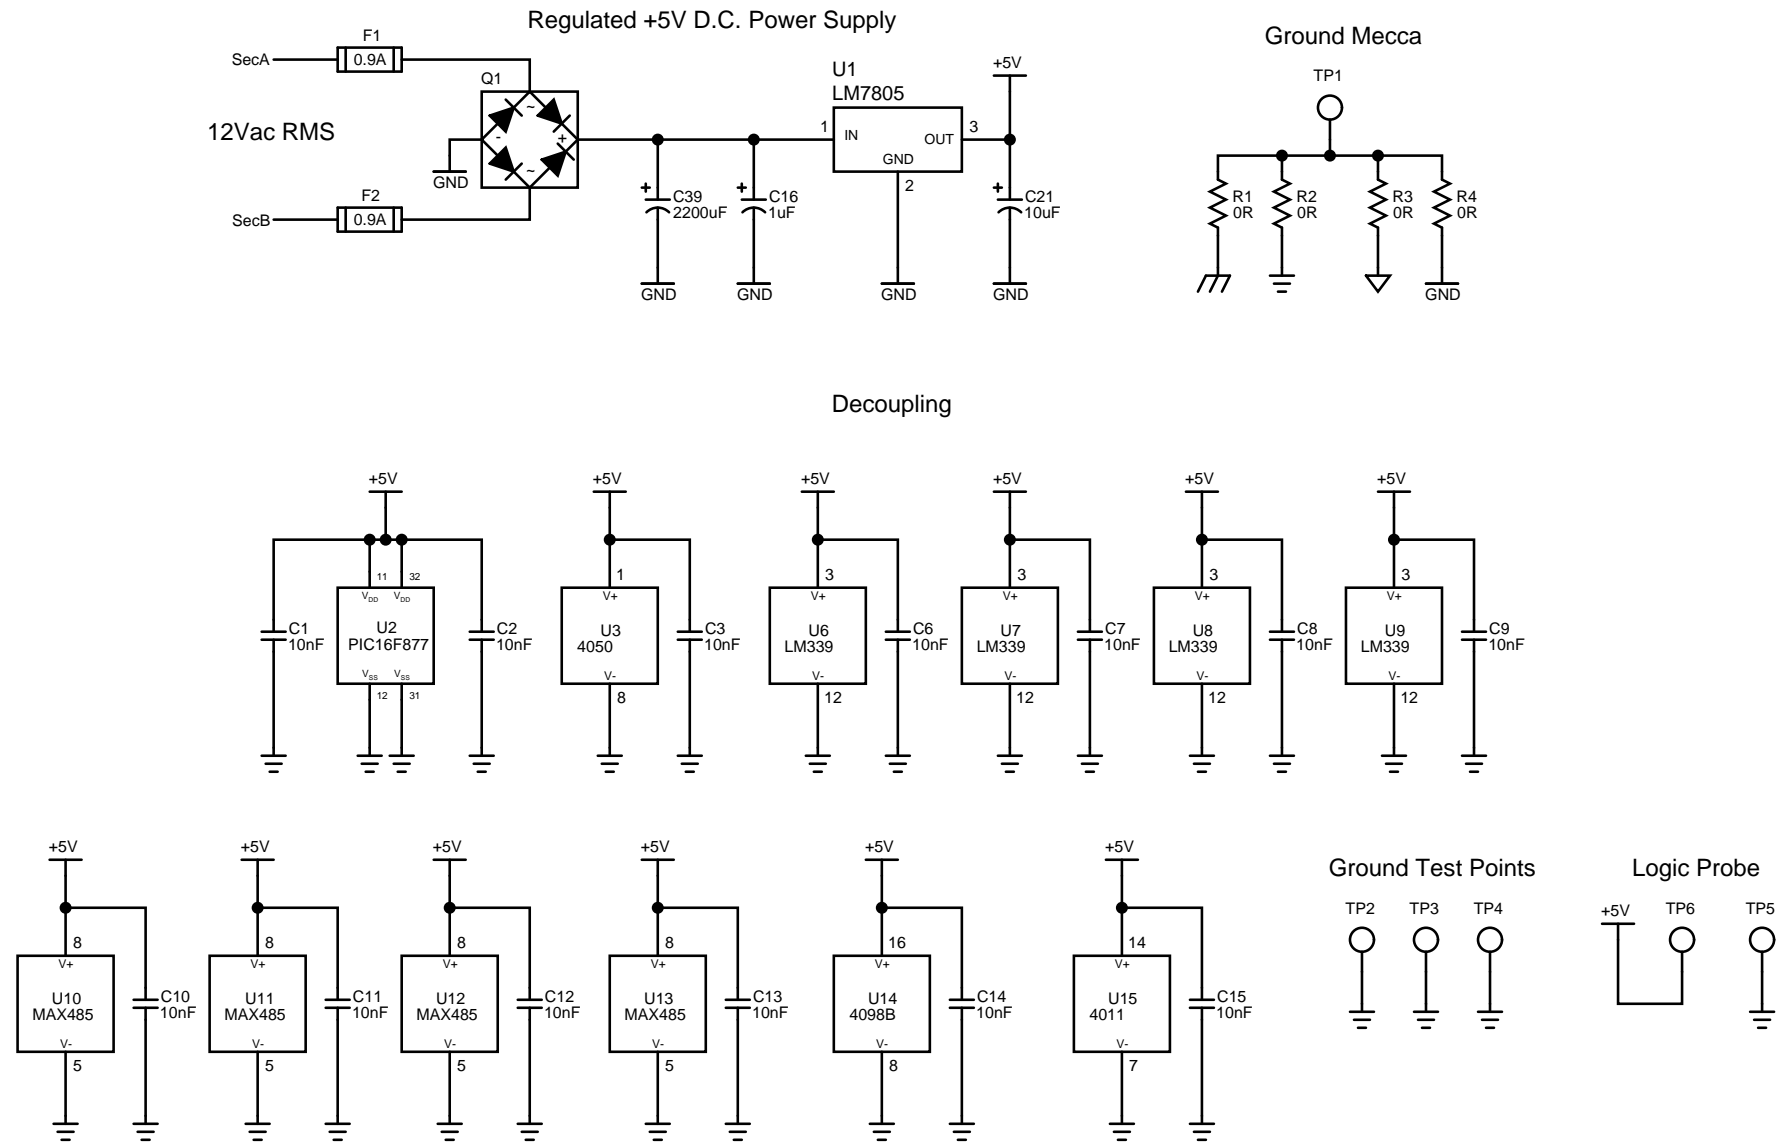 Regulated +5V D.C. Power Supply
Ground Mecca
F1
SecA
0.9A
Q1
12Vac RMS
~
- +
~
GND
F2
SecB
0.9A
+
C39
2200uF
GND
+
C16
1uF
GND
U1
LM7805
1 IN OUT 3
GND
2
GND
+5V
+
C21
10uF
GND
TP1
R1
0R
R2
0R
R3
0R
R4
0R
GND
Decoupling
+5V
11 32
VDD VDD
C1
10nF
U2
PIC16F877
C2
10nF
VSS VSS
12 31
+5V
1
V+
U3
4050
V-
8
C3
10nF
+5V
3
V+
U6
LM339
V-
12
C6
10nF
+5V
3
V+
U7
LM339
V-
12
C7
10nF
+5V
3
V+
U8
LM339
V-
12
C8
10nF
+5V
3
V+
U9
LM339
V-
12
C9
10nF
+5V
8
V+
U10
MAX485
V-
5
C10
10nF
+5V
8
V+
U11
MAX485
V-
5
C11
10nF
+5V
8
V+
U12
MAX485
V-
5
C12
10nF
+5V
8
V+
U13
MAX485
V-
5
C13
10nF
+5V
16
V+
U14
4098B
V-
8
C14
10nF
+5V
14
V+
U15
4011
V-
7
C15
10nF
Ground Test Points
TP2 TP3 TP4
Logic Probe
+5V TP6 TP5